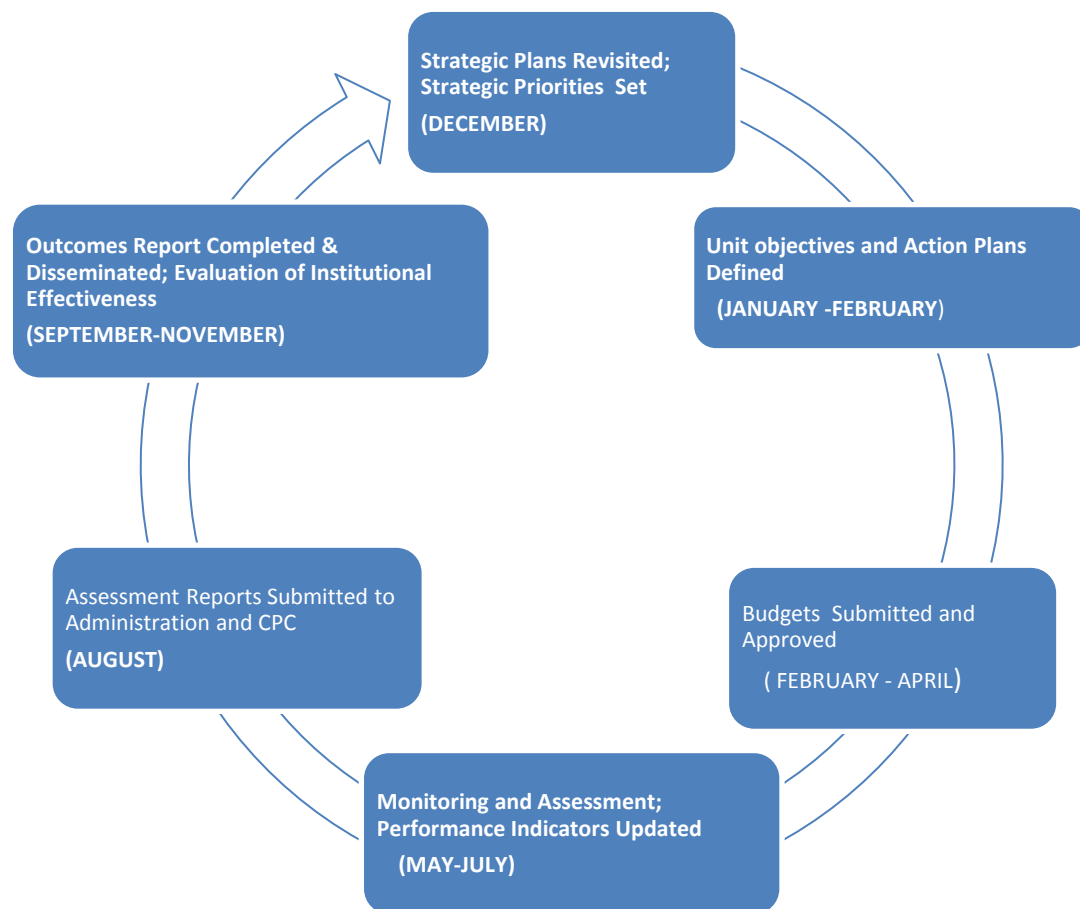 Strategic Plans Revisited;
Strategic Priorities  Set
(DECEMBER)
Unit objectives and Action Plans
Defined
(JANUARY -FEBRUARY)
Budgets  Submitted and
Approved
( FEBRUARY - APRIL)
Monitoring and Assessment;
Performance Indicators Updated
(MAY-JULY)
Assessment Reports Submitted to
Administration and CPC
(AUGUST)
Outcomes Report Completed &
Disseminated; Evaluation of Institutional
Effectiveness
(SEPTEMBER-NOVEMBER)